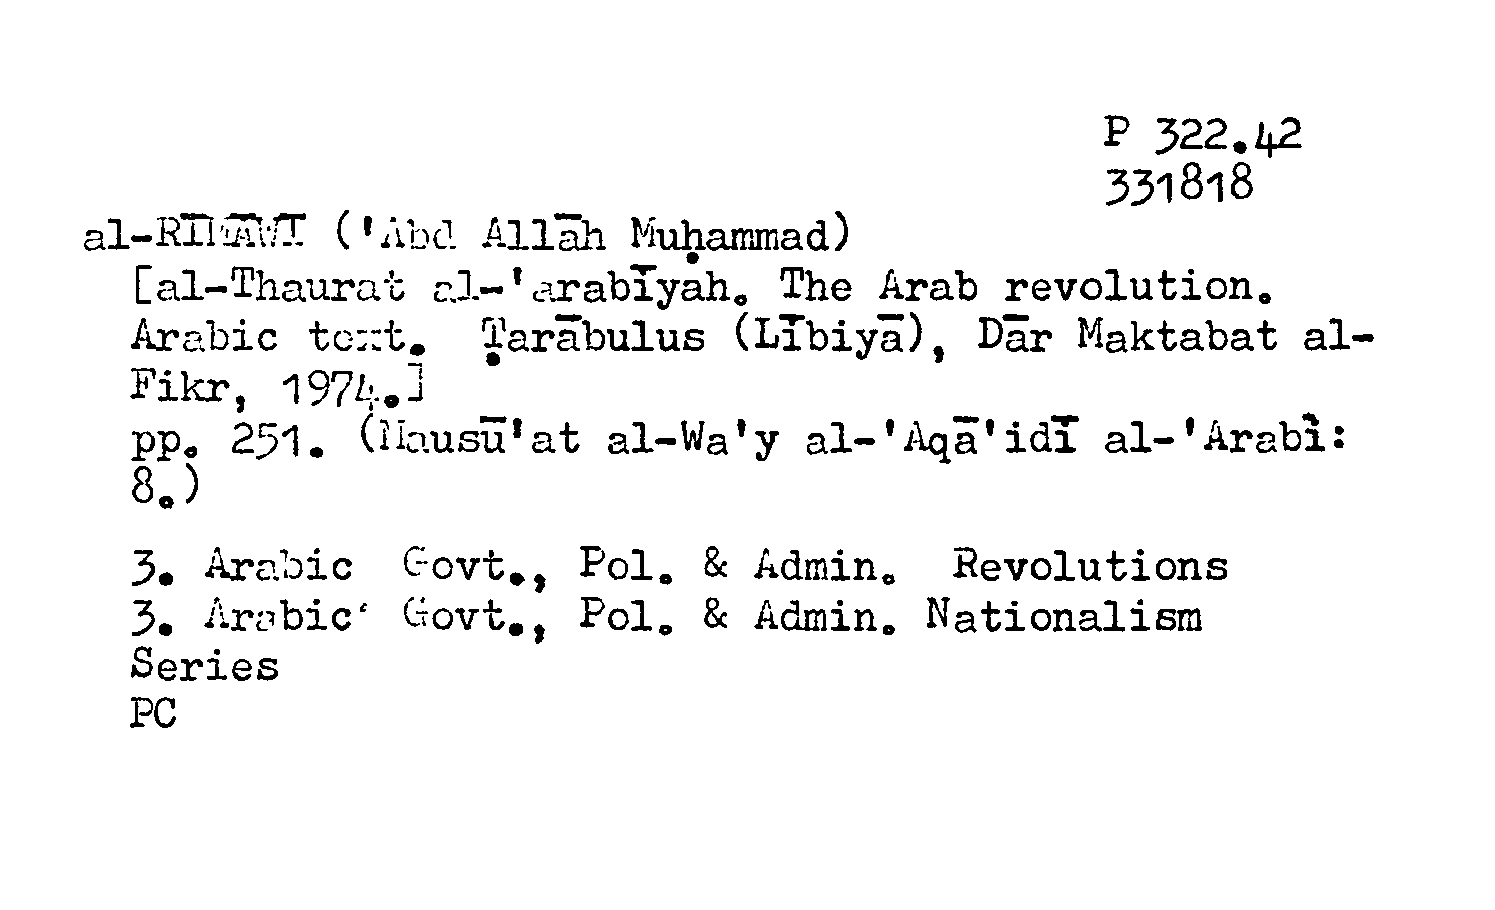 P 322.42
331818
al-RĪMĀWĪ ('Abd Allāh Muḥammad)
[al-Thaurat al-'arabīyah. The Arab revolution.
Arabic text. Ṭarābulus (Lībiyā), Dār Maktabat al-
Fikr, 1974.]
pp. 251. (Mausū'at al-Wa'y al-'Aqā'idī al-'Arabì:
8.)
3. Arabic Govt., Pol. & Admin. Revolutions
3. Arabic' Govt., Pol. & Admin. Nationalism
Series
PC